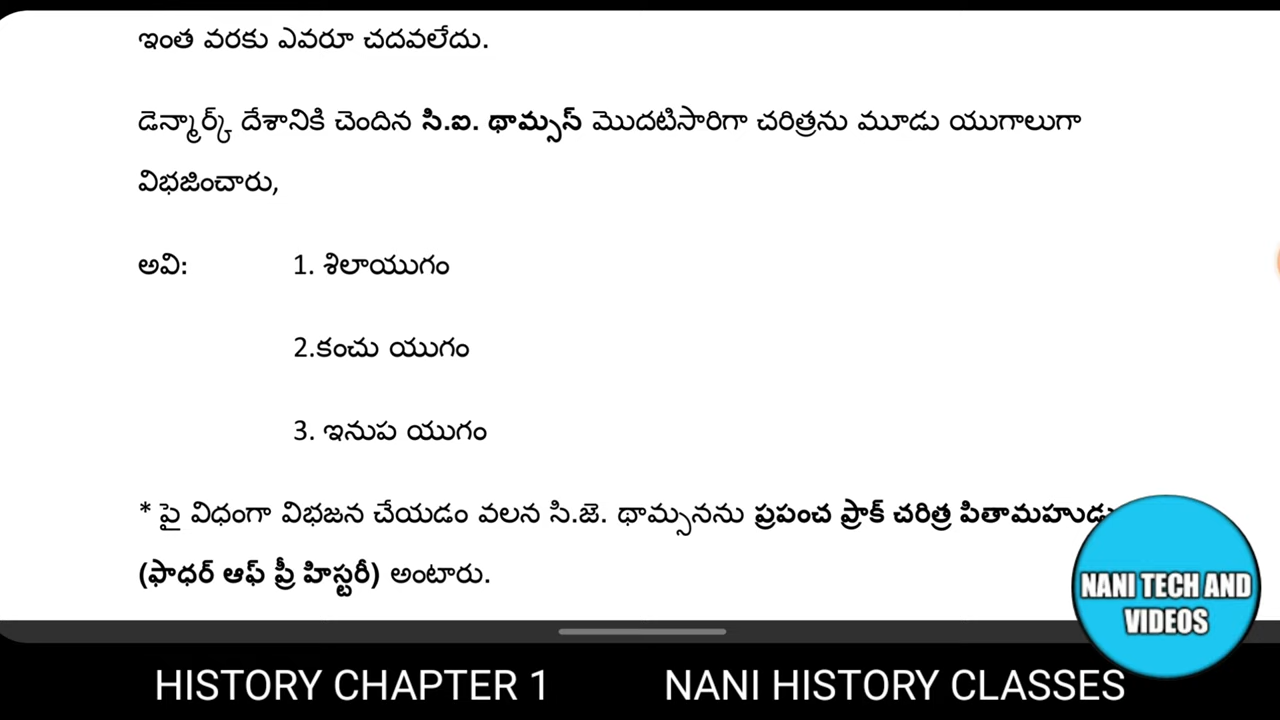 ఇంత వరకు ఎవరూ చదవలేదు.
డెన్మార్క్ దేశానికి చెందిన సి.ఐ. థామ్సస్ మొదటిసారిగా చరిత్రను మూడు యుగాలుగా
విభజించారు,
అవి: 1. శిలాయుగం
2.కంచు యుగం
3. ఇనుప యుగం
* పై విధంగా విభజన చేయడం వలన సి.జె. థామ్సనను ప్రపంచ ప్రాక్ చరిత్ర పితామహుడు
(ఫాధర్ ఆఫ్ ప్రీ హిస్టరీ) అంటారు.
NANI TECH AND
VIDEOS
HISTORY CHAPTER 1 NANI HISTORY CLASSES